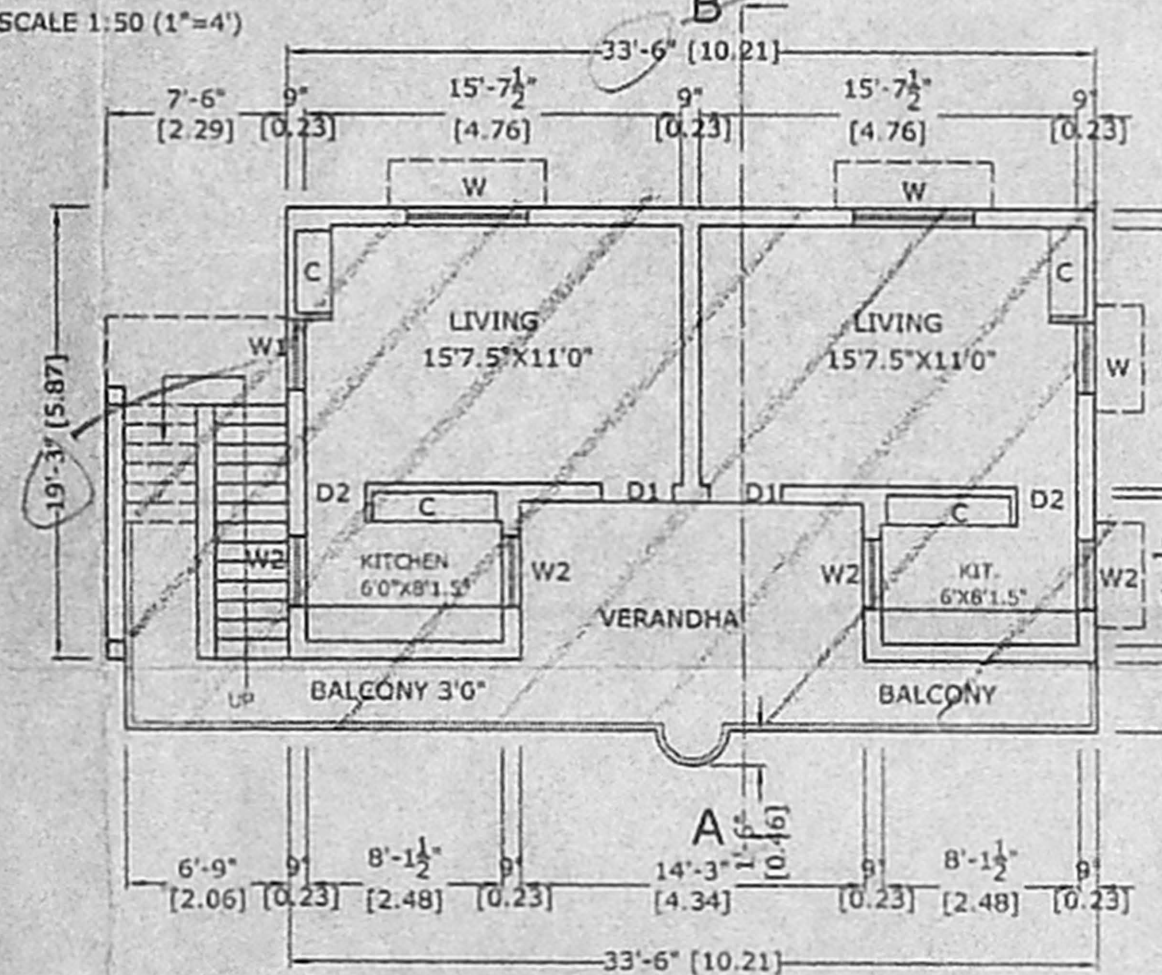 SCALE 1:50 (1"=4')
B
33'-6" [10.21]
7'-6" 9" 15'-7½" 9" 15'-7½" 9"
[2.29] [0.23] [4.76] [0.23] [4.76] [0.23]
W W
C C
LIVING LIVING
15'7.5"X11'0" 15'7.5"X11'0"
W1 W
19'-3" [5.87]
D2 C D1 D1 C D2
W2 KITCHEN W2 W2 KIT. W2
6'0"X8'1.5" 6'X8'1.5"
VERANDHA
UP BALCONY 3'0" BALCONY
A 1'-6"
[0.46]
6'-9" 9" 8'-1½" 9" 14'-3" 9" 8'-1½" 9"
[2.06] [0.23] [2.48] [0.23] [4.34] [0.23] [2.48] [0.23]
33'-6" [10.21]